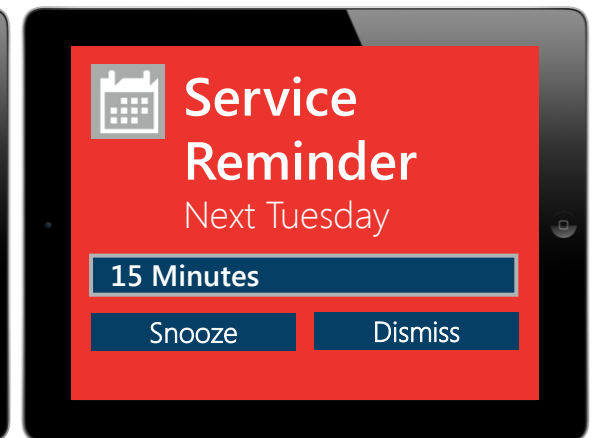 Service
Reminder
Next Tuesday
15 Minutes
Snooze
Dismiss